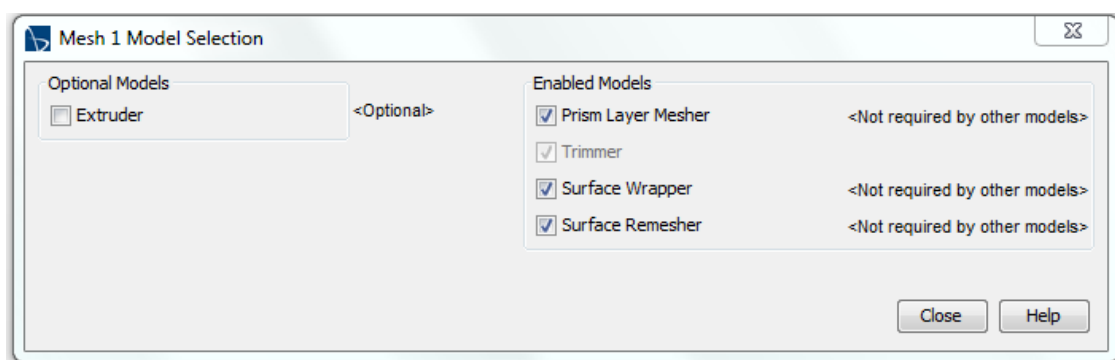 Mesh 1 Model Selection
Optional Models
Extruder <Optional>
Enabled Models
Prism Layer Mesher <Not required by other models>
Trimmer
Surface Wrapper <Not required by other models>
Surface Remesher <Not required by other models>
Close Help